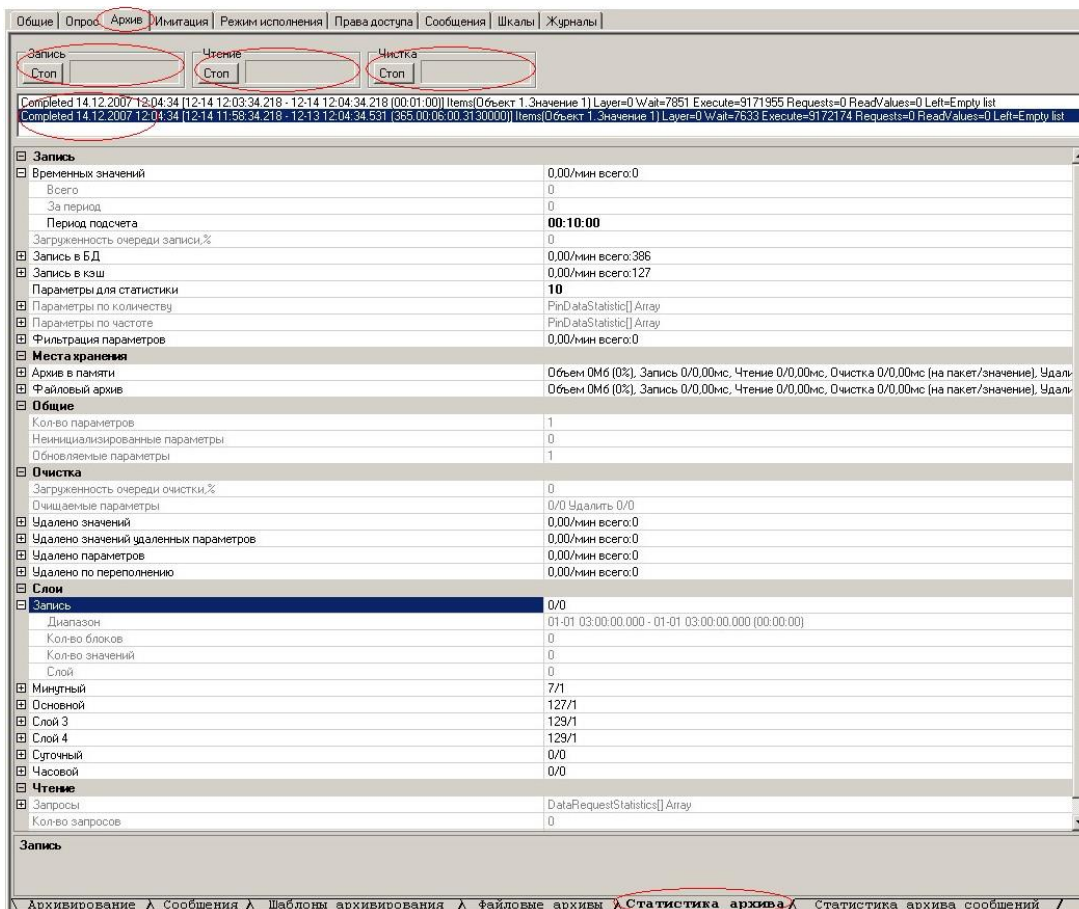 Общие Опрос Архив Имитация Режим исполнения Права доступа Сообщения Шкалы Журналы
Запись Чтение Чистка
Стоп Стоп Стоп
Completed 14.12.2007 12:04:34 [12-14 12:03:34.218 - 12-14 12:04:34.218 (00:01:00)] Items(Объект 1.Значение 1) Layer=0 Wait=7851 Execute=9171955 Requests=0 ReadValues=0 Left=Empty list
Completed 14.12.2007 12:04:34 [12-14 11:58:34.218 - 12-13 12:04:34.531 (365.00:06:00.3130000)] Items(Объект 1.Значение 1) Layer=0 Wait=7633 Execute=9172174 Requests=0 ReadValues=0 Left=Empty list
Запись
Временных значений 0,00/мин всего:0
Всего 0
За период 0
Период подсчета 00:10:00
Загруженность очереди записи,% 0
Запись в БД 0,00/мин всего:386
Запись в кэш 0,00/мин всего:127
Параметры для статистики 10
Параметры по количеству PinDataStatistic[] Array
Параметры по частоте PinDataStatistic[] Array
Фильтрация параметров 0,00/мин всего:0
Места хранения
Архив в памяти Объем 0Мб (0%), Запись 0/0,00мс, Чтение 0/0,00мс, Очистка 0/0,00мс (на пакет/значение), Удали
Файловый архив Объем 0Мб (0%), Запись 0/0,00мс, Чтение 0/0,00мс, Очистка 0/0,00мс (на пакет/значение), Удали
Общие
Кол-во параметров 1
Неинициализированные параметры 0
Обновляемые параметры 1
Очистка
Загруженность очереди очистки,% 0
Очищаемые параметры 0/0 Удалить 0/0
Удалено значений 0,00/мин всего:0
Удалено значений удаленных параметров 0,00/мин всего:0
Удалено параметров 0,00/мин всего:0
Удалено по переполнению 0,00/мин всего:0
Слои
Запись 0/0
Диапазон 01-01 03:00:00.000 - 01-01 03:00:00.000 (00:00:00)
Кол-во блоков 0
Кол-во значений 0
Слой 0
Минутный 7/1
Основной 127/1
Слой 3 129/1
Слой 4 129/1
Суточный 0/0
Часовой 0/0
Чтение
Запросы DataRequestStatistics[] Array
Кол-во запросов 0
Запись
Архивирование Сообщения Шаблоны архивирования Файловые архивы Статистика архива Статистика архива сообщений